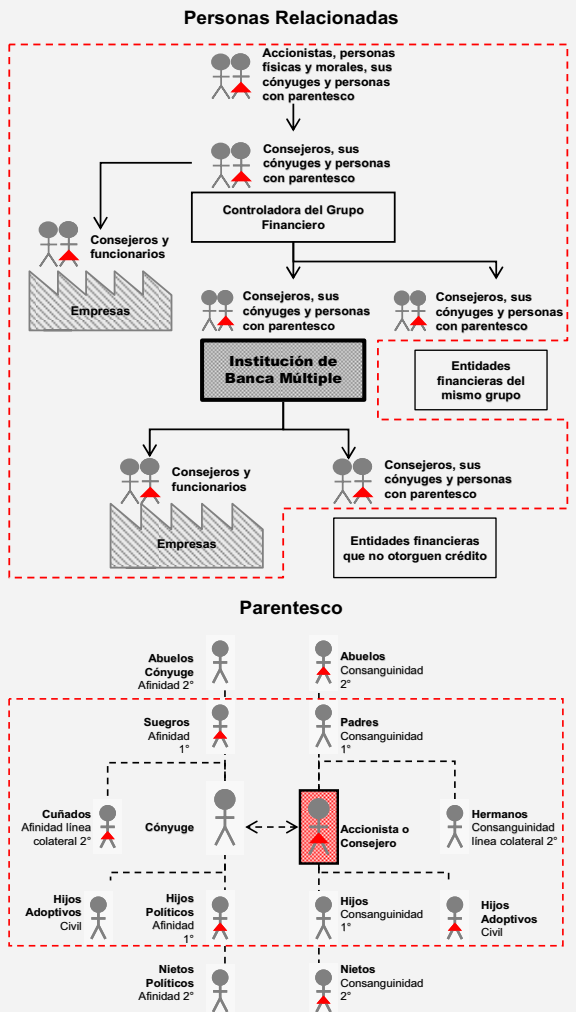 Personas Relacionadas
Accionistas, personas
físicas y morales, sus
cónyuges y personas
con parentesco
Consejeros, sus
cónyuges y personas
con parentesco
Controladora del Grupo
Financiero
Consejeros y
funcionarios
Empresas
Consejeros, sus
cónyuges y personas
con parentesco
Consejeros, sus
cónyuges y personas
con parentesco
Institución de
Banca Múltiple
Entidades
financieras del
mismo grupo
Consejeros y
funcionarios
Empresas
Consejeros, sus
cónyuges y personas
con parentesco
Entidades financieras
que no otorguen crédito
Parentesco
Abuelos
Cónyuge
Afinidad 2°
Abuelos
Consanguinidad
2°
Suegros
Afinidad
1°
Padres
Consanguinidad
1°
Cuñados
Afinidad línea
colateral 2°
Cónyuge
Accionista o
Consejero
Hermanos
Consanguinidad
línea colateral 2°
Hijos
Adoptivos
Civil
Hijos
Políticos
Afinidad
1°
Hijos
Consanguinidad
1°
Hijos
Adoptivos
Civil
Nietos
Políticos
Afinidad 2°
Nietos
Consanguinidad
2°